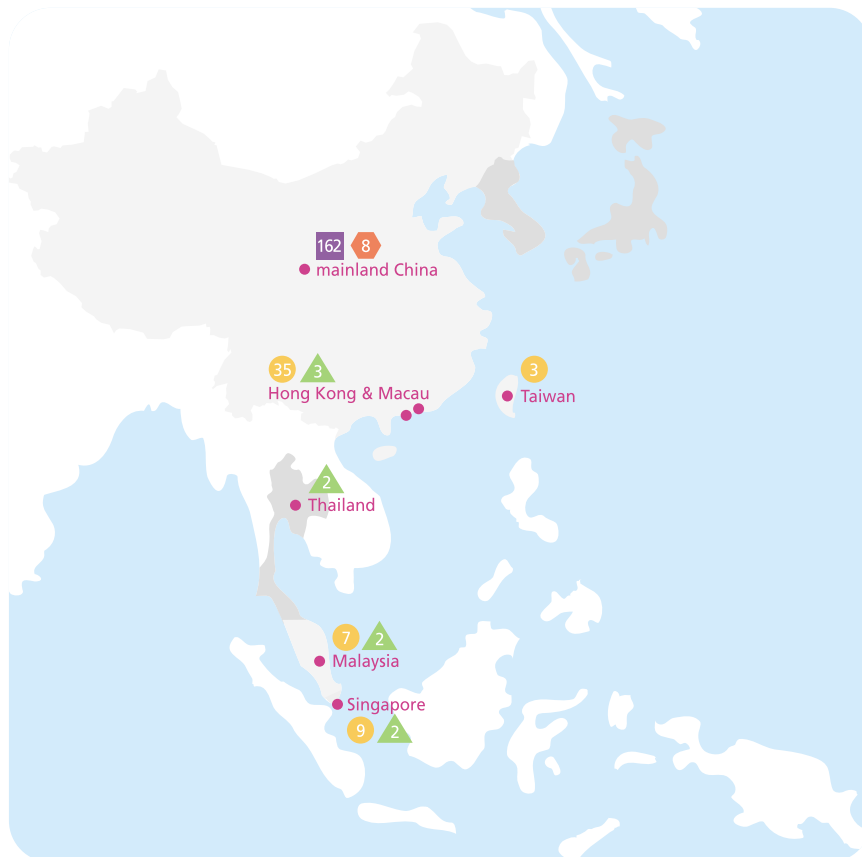 162 8
mainland China
35 3
Hong Kong & Macau
3
Taiwan
2
Thailand
7 2
Malaysia
Singapore
9 2